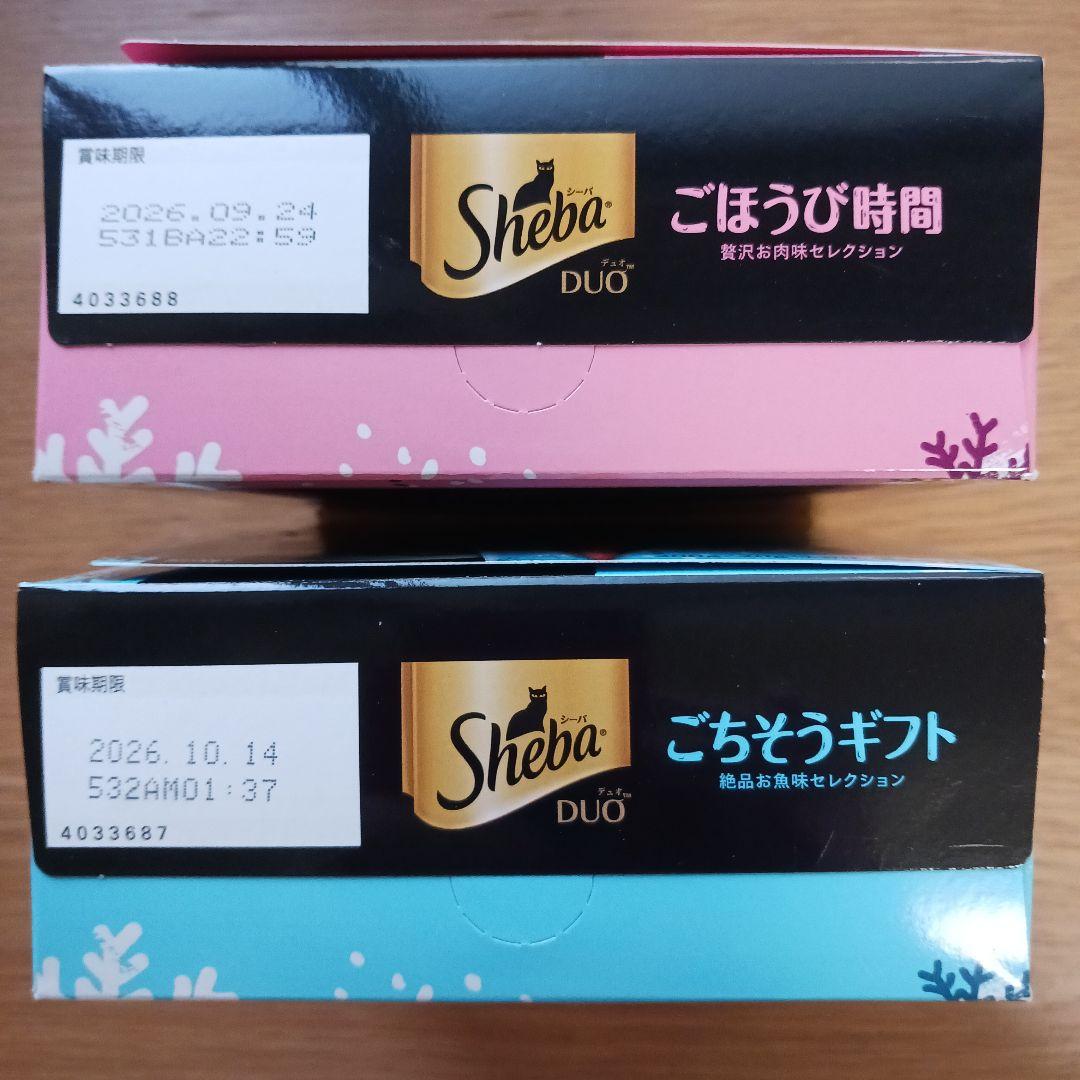 賞味期限
2026.09.24
531BA22:59
4033688
シーバ
Sheba®
デュオ
DUO™
ごほうび時間
贅沢お肉味セレクション
賞味期限
2026.10.14
532AM01:37
4033687
シーバ
Sheba®
デュオ
DUO™
ごちそうギフト
絶品お魚味セレクション